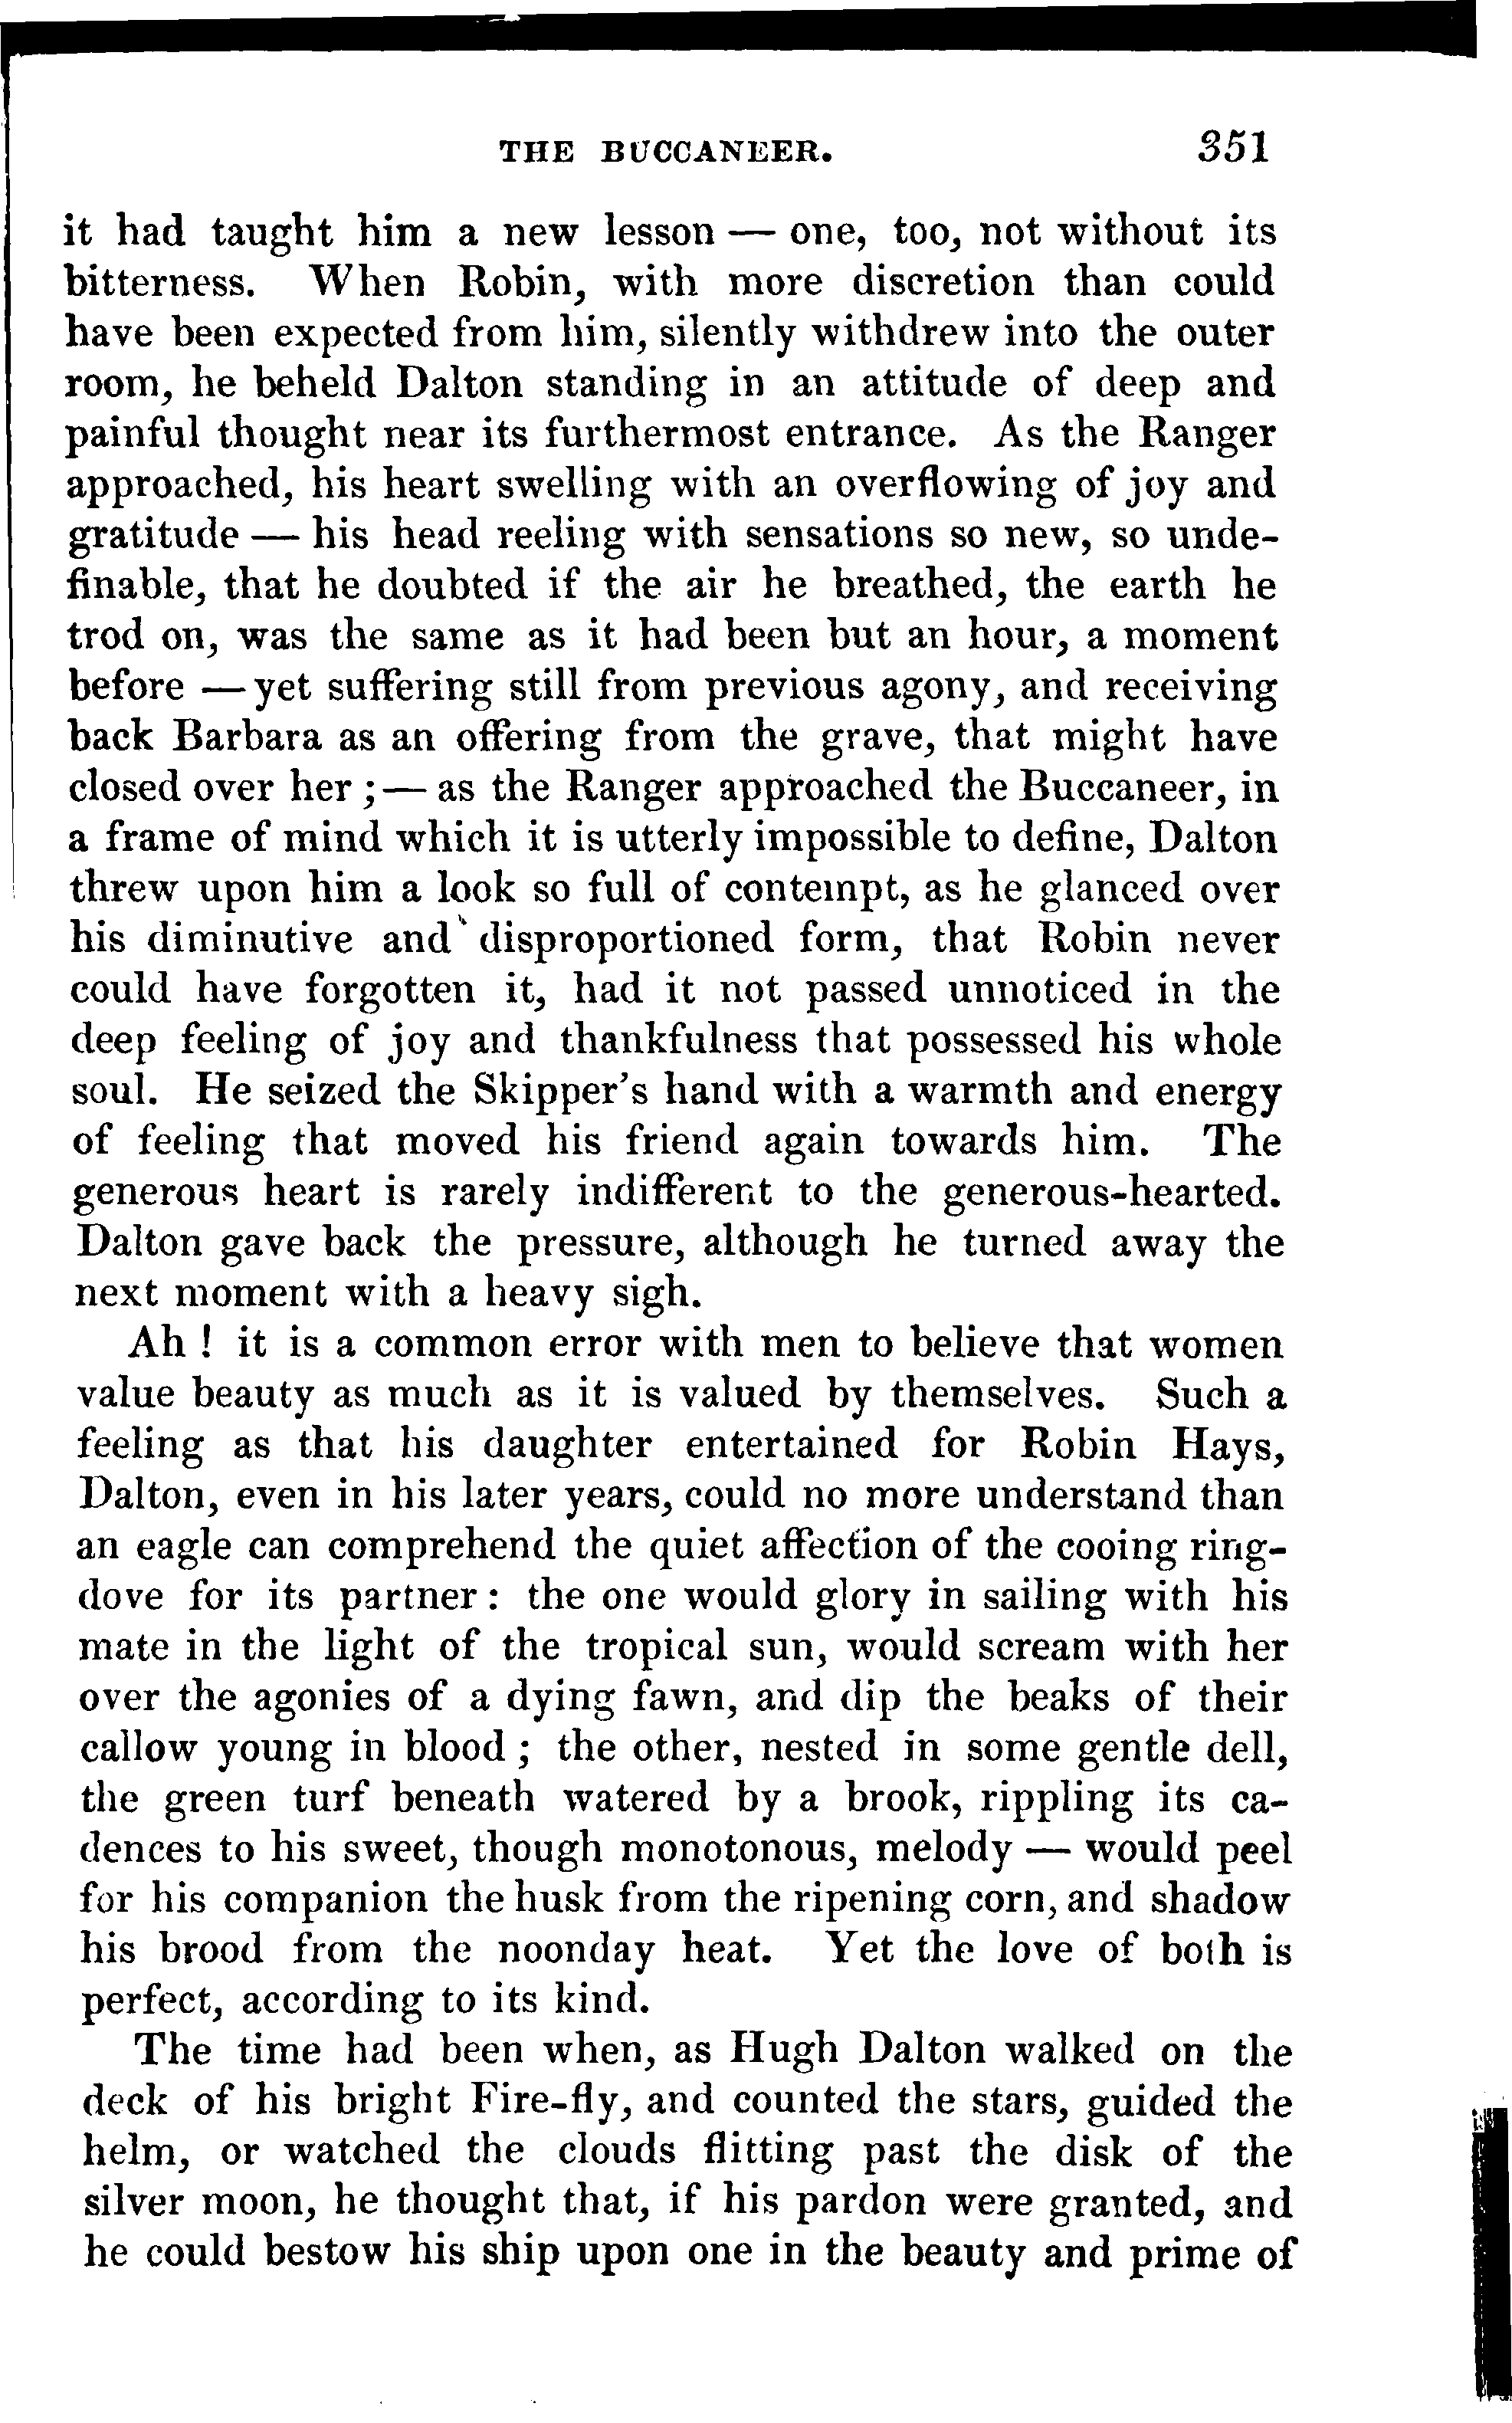 THE BUCCANEER. 351
it had taught him a new lesson — one, too, not without its
bitterness. When Robin, with more discretion than could
have been expected from him, silently withdrew into the outer
room, he beheld Dalton standing in an attitude of deep and
painful thought near its furthermost entrance. As the Ranger
approached, his heart swelling with an overflowing of joy and
gratitude — his head reeling with sensations so new, so unde-
finable, that he doubted if the air he breathed, the earth he
trod on, was the same as it had been but an hour, a moment
before — yet suffering still from previous agony, and receiving
back Barbara as an offering from the grave, that might have
closed over her ;— as the Ranger approached the Buccaneer, in
a frame of mind which it is utterly impossible to define, Dalton
threw upon him a look so full of contempt, as he glanced over
his diminutive and disproportioned form, that Robin never
could have forgotten it, had it not passed unnoticed in the
deep feeling of joy and thankfulness that possessed his whole
soul. He seized the Skipper's hand with a warmth and energy
of feeling that moved his friend again towards him. The
generous heart is rarely indifferent to the generous-hearted.
Dalton gave back the pressure, although he turned away the
next moment with a heavy sigh.
Ah ! it is a common error with men to believe that women
value beauty as much as it is valued by themselves. Such a
feeling as that his daughter entertained for Robin Hays,
Dalton, even in his later years, could no more understand than
an eagle can comprehend the quiet affection of the cooing ring-
dove for its partner : the one would glory in sailing with his
mate in the light of the tropical sun, would scream with her
over the agonies of a dying fawn, and dip the beaks of their
callow young in blood ; the other, nested in some gentle dell,
the green turf beneath watered by a brook, rippling its ca-
dences to his sweet, though monotonous, melody — would peel
for his companion the husk from the ripening corn, and shadow
his brood from the noonday heat. Yet the love of both is
perfect, according to its kind.
The time had been when, as Hugh Dalton walked on the
deck of his bright Fire-fly, and counted the stars, guided the
helm, or watched the clouds flitting past the disk of the
silver moon, he thought that, if his pardon were granted, and
he could bestow his ship upon one in the beauty and prime of